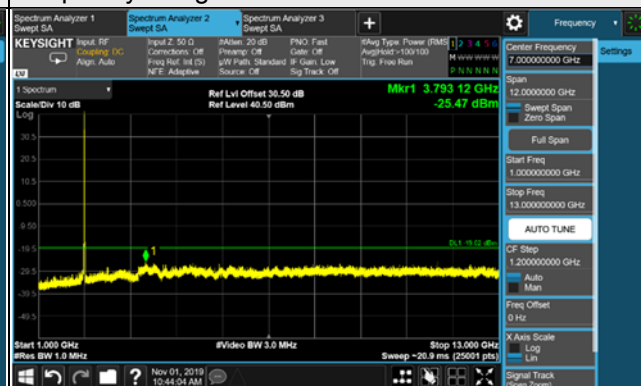 Spectrum Analyzer 1
Swept SA
Spectrum Analyzer 2
Swept SA
Spectrum Analyzer 3
Swept SA
+
Frequency
KEYSIGHT
Input: RF
Coupling: DC
Align: Auto
Input Z: 50 Ω
Corrections: Off
Freq Ref: Int (S)
NFE: Adaptive
#Atten: 20 dB
Preamp: Off
µW Path: Standard
Source: Off
PNO: Fast
Gate: Off
IF Gain: Low
Sig Track: Off
#Avg Type: Power (RMS)
Avg|Hold >100/100
Trig: Free Run
1 2 3 4 5 6
M W W W W W
P N N N N N
LXI
Center Frequency
7.000000000 GHz
Settings
Span
12.0000000 GHz
Swept Span
Zero Span
Full Span
Start Freq
1.000000000 GHz
Stop Freq
13.000000000 GHz
AUTO TUNE
CF Step
1.200000000 GHz
Auto
Man
Freq Offset
0 Hz
X Axis Scale
Log
Lin
Signal Track
(Span Zoom)
1 Spectrum
Scale/Div 10 dB
Log
Ref Lvl Offset 30.50 dB
Ref Level 40.50 dBm
Mkr1 3.793 12 GHz
-25.47 dBm
30.5
20.5
10.5
0.500
-9.50
-19.5
-29.5
-39.5
-49.5
1
Start 1.000 GHz
#Res BW 1.0 MHz
#Video BW 3.0 MHz
Stop 13.000 GHz
Sweep ~20.9 ms (25001 pts)
Nov 01, 2019
10:44:04 AM